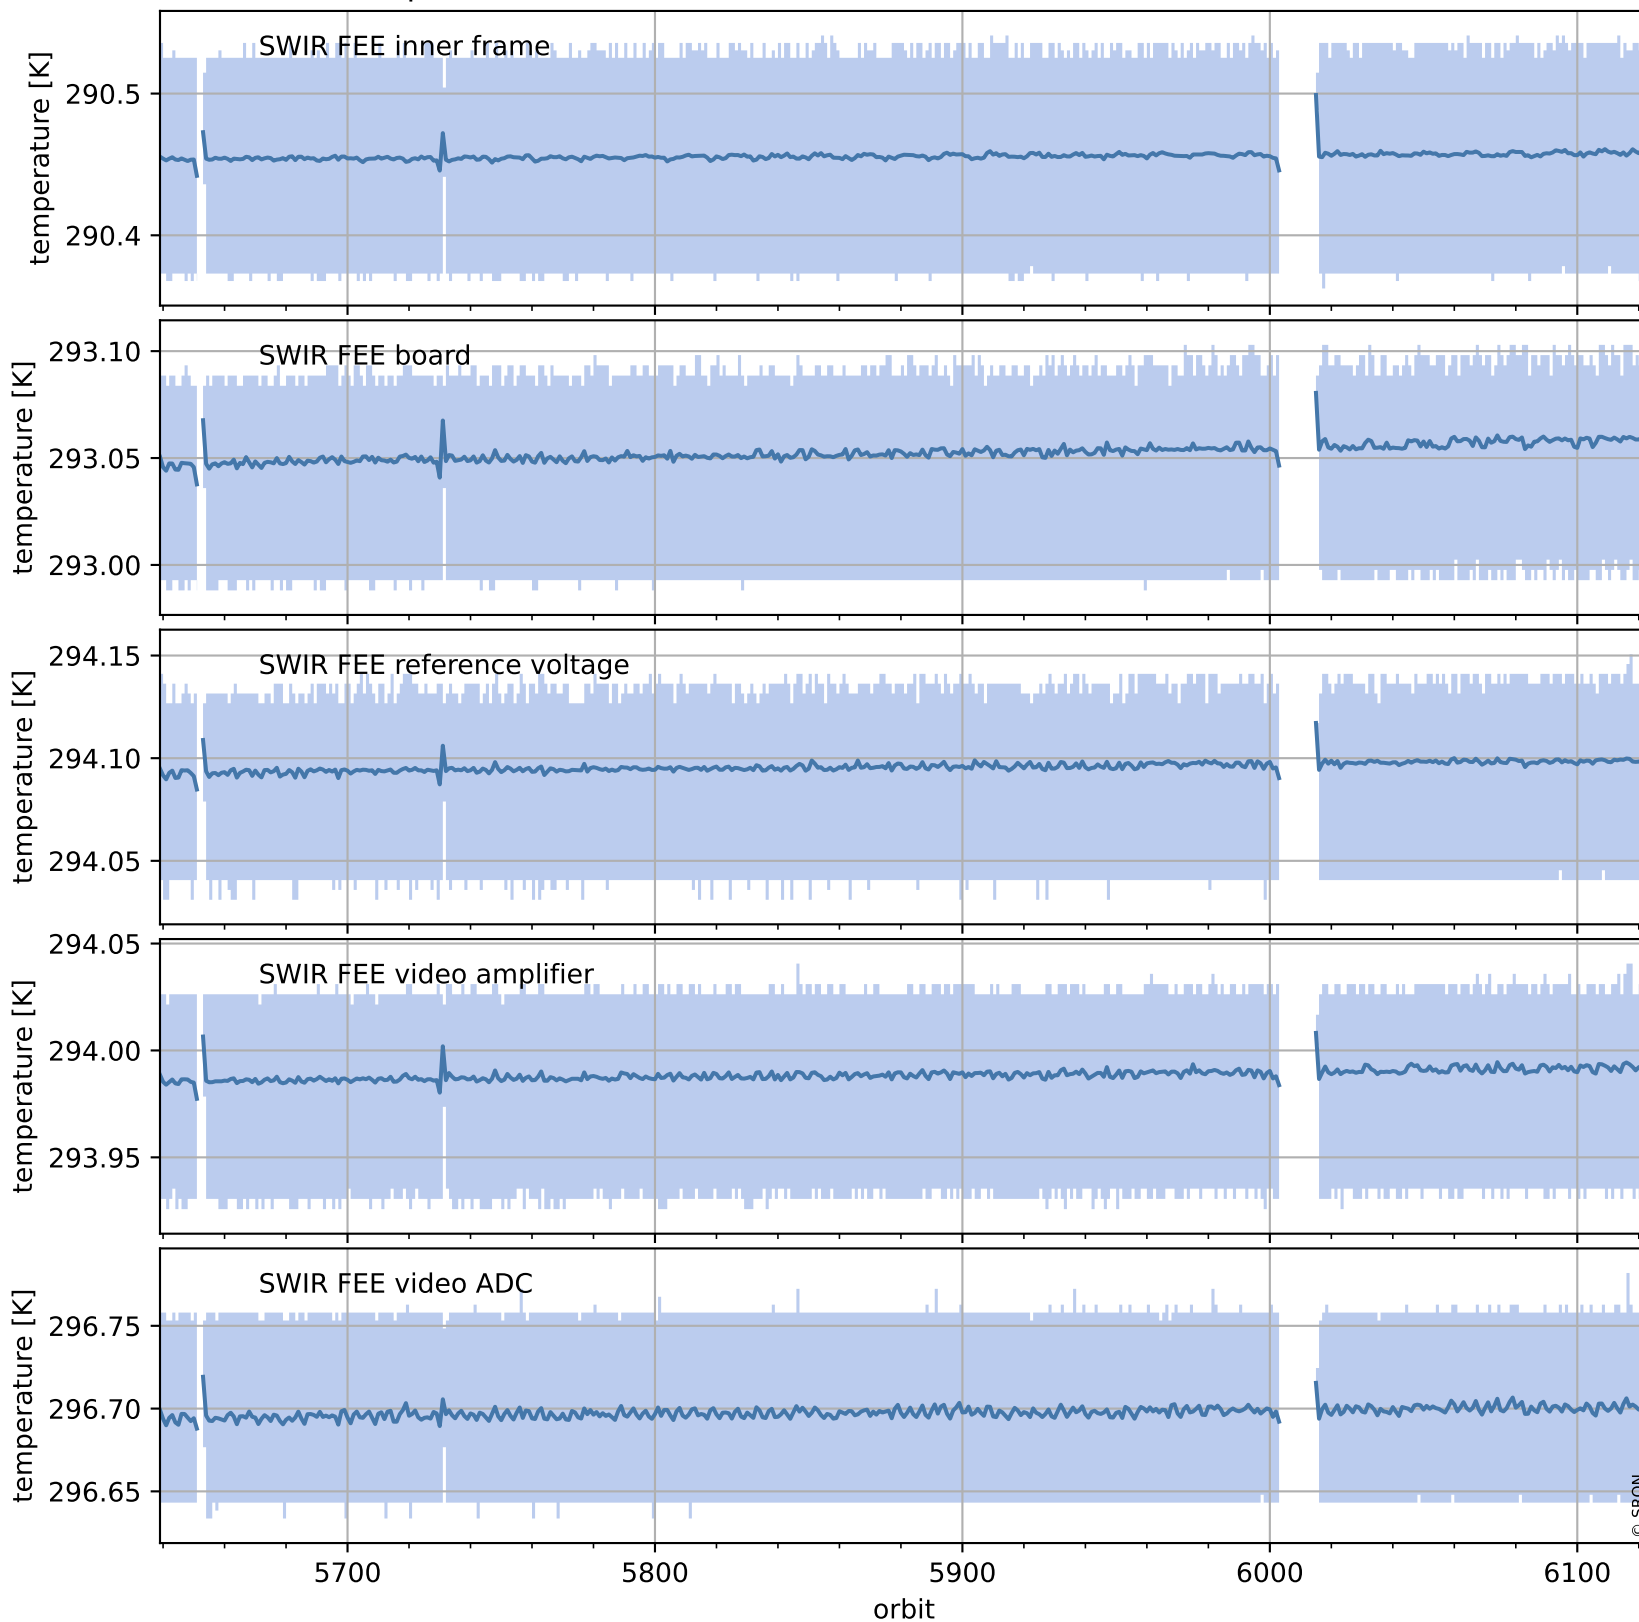 SWIR FEE inner frame
temperature [K]
290.5
290.4
SWIR FEE board
temperature [K]
293.10
293.05
293.00
SWIR FEE reference voltage
temperature [K]
294.15
294.10
294.05
SWIR FEE video amplifier
temperature [K]
294.05
294.00
293.95
SWIR FEE video ADC
temperature [K]
296.75
296.70
296.65
5700 5800 5900 6000 6100
orbit
© SRON